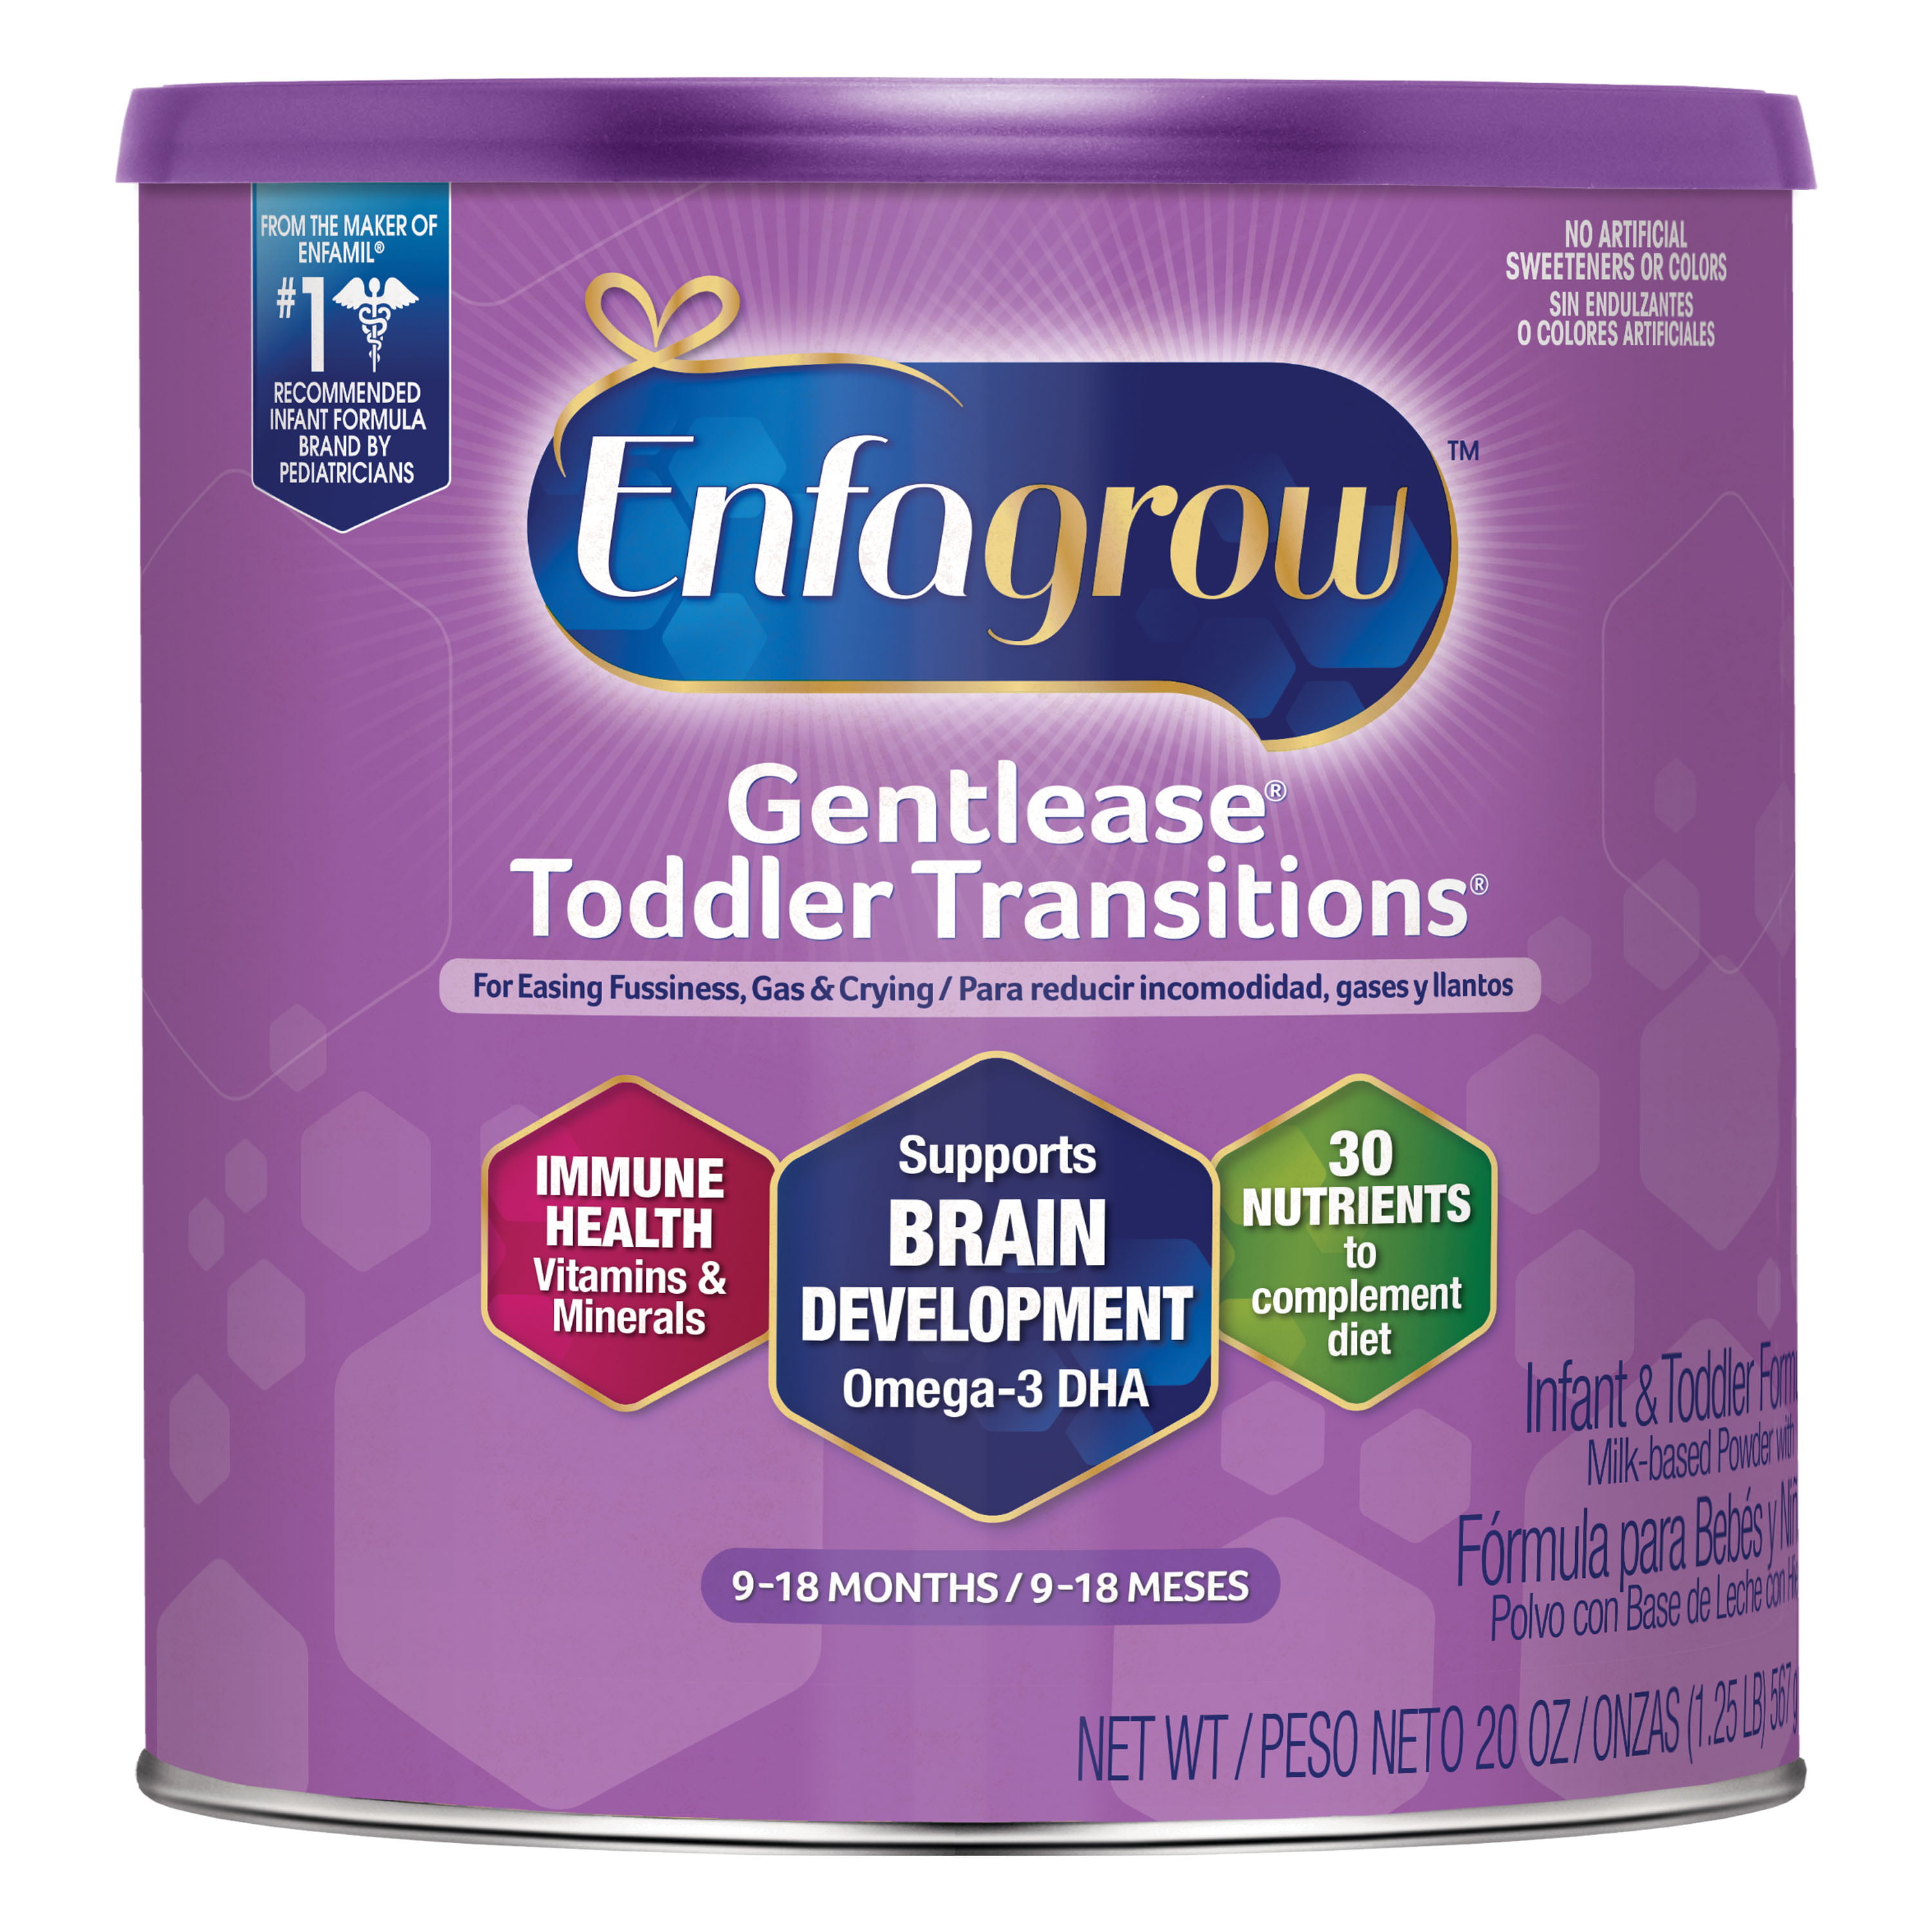 FROM THE MAKER OF
ENFAMIL®
#1
RECOMMENDED
INFANT FORMULA
BRAND BY
PEDIATRICIANS
NO ARTIFICIAL
SWEETENERS OR COLORS
SIN ENDULZANTES
O COLORES ARTIFICIALES
Enfagrow™
Gentlease®
Toddler Transitions®
For Easing Fussiness, Gas & Crying / Para reducir incomodidad, gases y llantos
IMMUNE
HEALTH
Vitamins &
Minerals
Supports
BRAIN
DEVELOPMENT
Omega-3 DHA
30
NUTRIENTS
to
complement
diet
Infant & Toddler
Milk-based Powder with
Fórmula para Bebés y
Polvo con Base de Leche con
9-18 MONTHS / 9-18 MESES
NET WT / PESO NETO 20 OZ / ONZAS (1.25 LB) 567 g